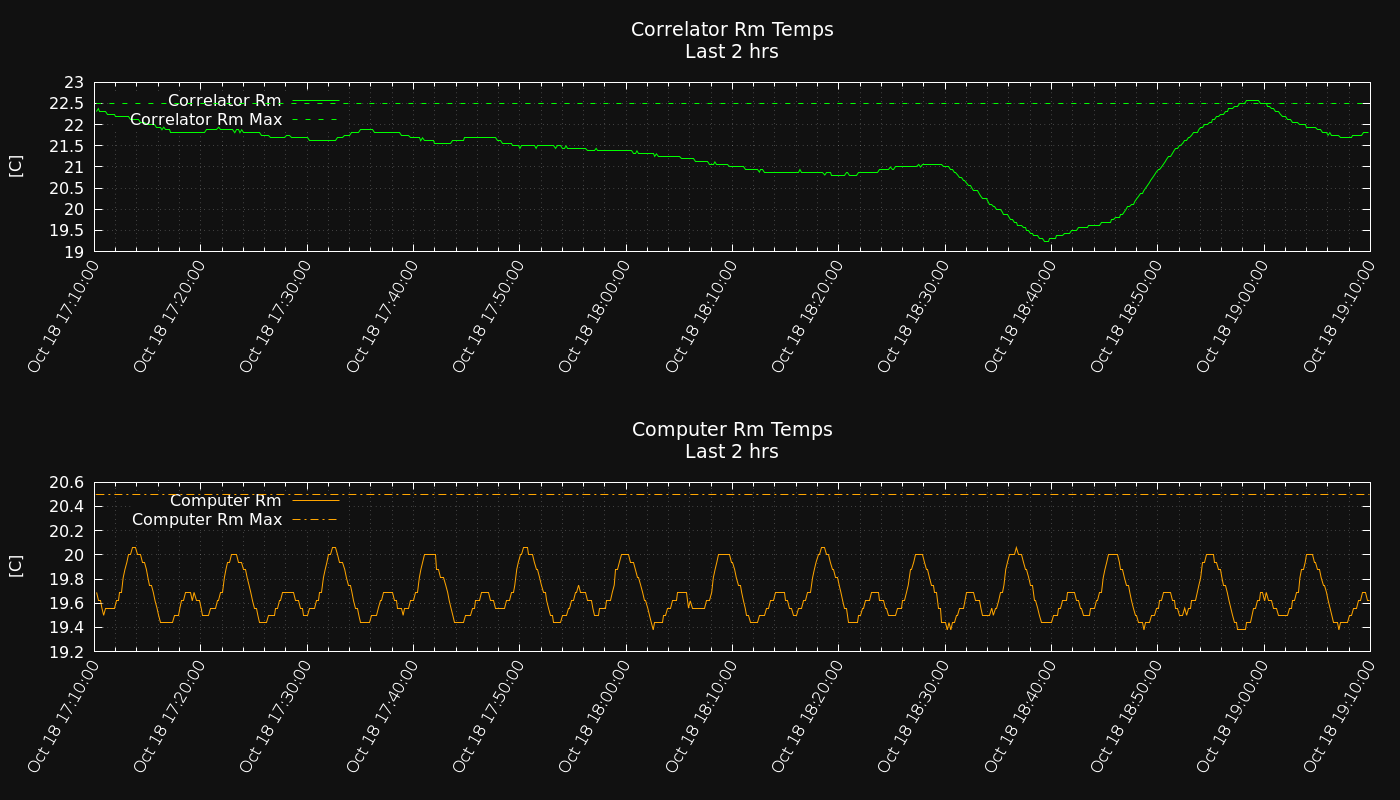 Correlator Rm Temps
Last 2 hrs
[C]
23
22.5
22
21.5
21
20.5
20
19.5
19
Correlator Rm
Correlator Rm Max
Oct 18 17:10:00
Oct 18 17:20:00
Oct 18 17:30:00
Oct 18 17:40:00
Oct 18 17:50:00
Oct 18 18:00:00
Oct 18 18:10:00
Oct 18 18:20:00
Oct 18 18:30:00
Oct 18 18:40:00
Oct 18 18:50:00
Oct 18 19:00:00
Oct 18 19:10:00
Computer Rm Temps
Last 2 hrs
[C]
20.6
20.4
20.2
20
19.8
19.6
19.4
19.2
Computer Rm
Computer Rm Max
Oct 18 17:10:00
Oct 18 17:20:00
Oct 18 17:30:00
Oct 18 17:40:00
Oct 18 17:50:00
Oct 18 18:00:00
Oct 18 18:10:00
Oct 18 18:20:00
Oct 18 18:30:00
Oct 18 18:40:00
Oct 18 18:50:00
Oct 18 19:00:00
Oct 18 19:10:00